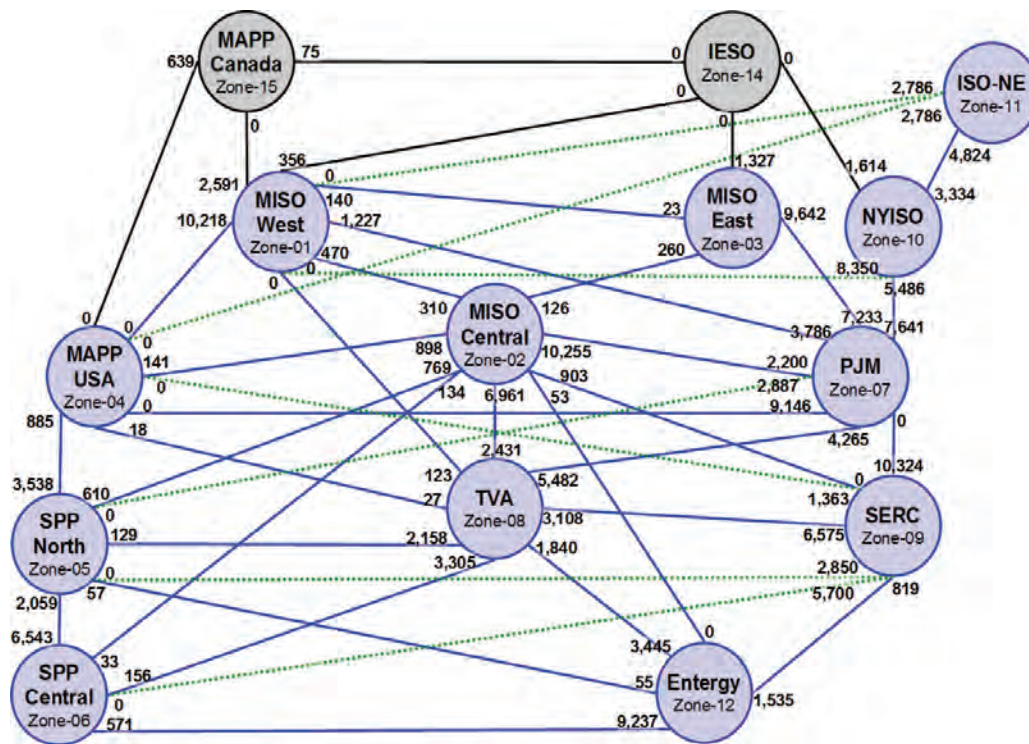 MAPP
Canada
Zone-15
639
75
0
0
IESO
Zone-14
0
0
0
0
ISO-NE
Zone-11
2,786
2,786
4,824
3,334
356
2,591
0
140
1,227
MISO
West
Zone-01
10,218
470
0
0
1,327
MISO
East
Zone-03
23
260
9,642
1,614
NYISO
Zone-10
8,350
5,486
0
0
0
141
0
MAPP
USA
Zone-04
0
18
885
310
126
MISO
Central
Zone-02
898
769
134
6,961
10,255
903
53
7,233
3,786
7,641
2,200
2,887
PJM
Zone-07
9,146
4,265
0
10,324
3,538
610
0
SPP
North
Zone-05
129
0
57
2,059
2,431
123
27
TVA
Zone-08
5,482
3,108
2,158
3,305
1,840
0
1,363
SERC
Zone-09
6,575
2,850
5,700
819
6,543
33
156
SPP
Central
Zone-06
0
571
0
3,445
55
Entergy
Zone-12
1,535
9,237